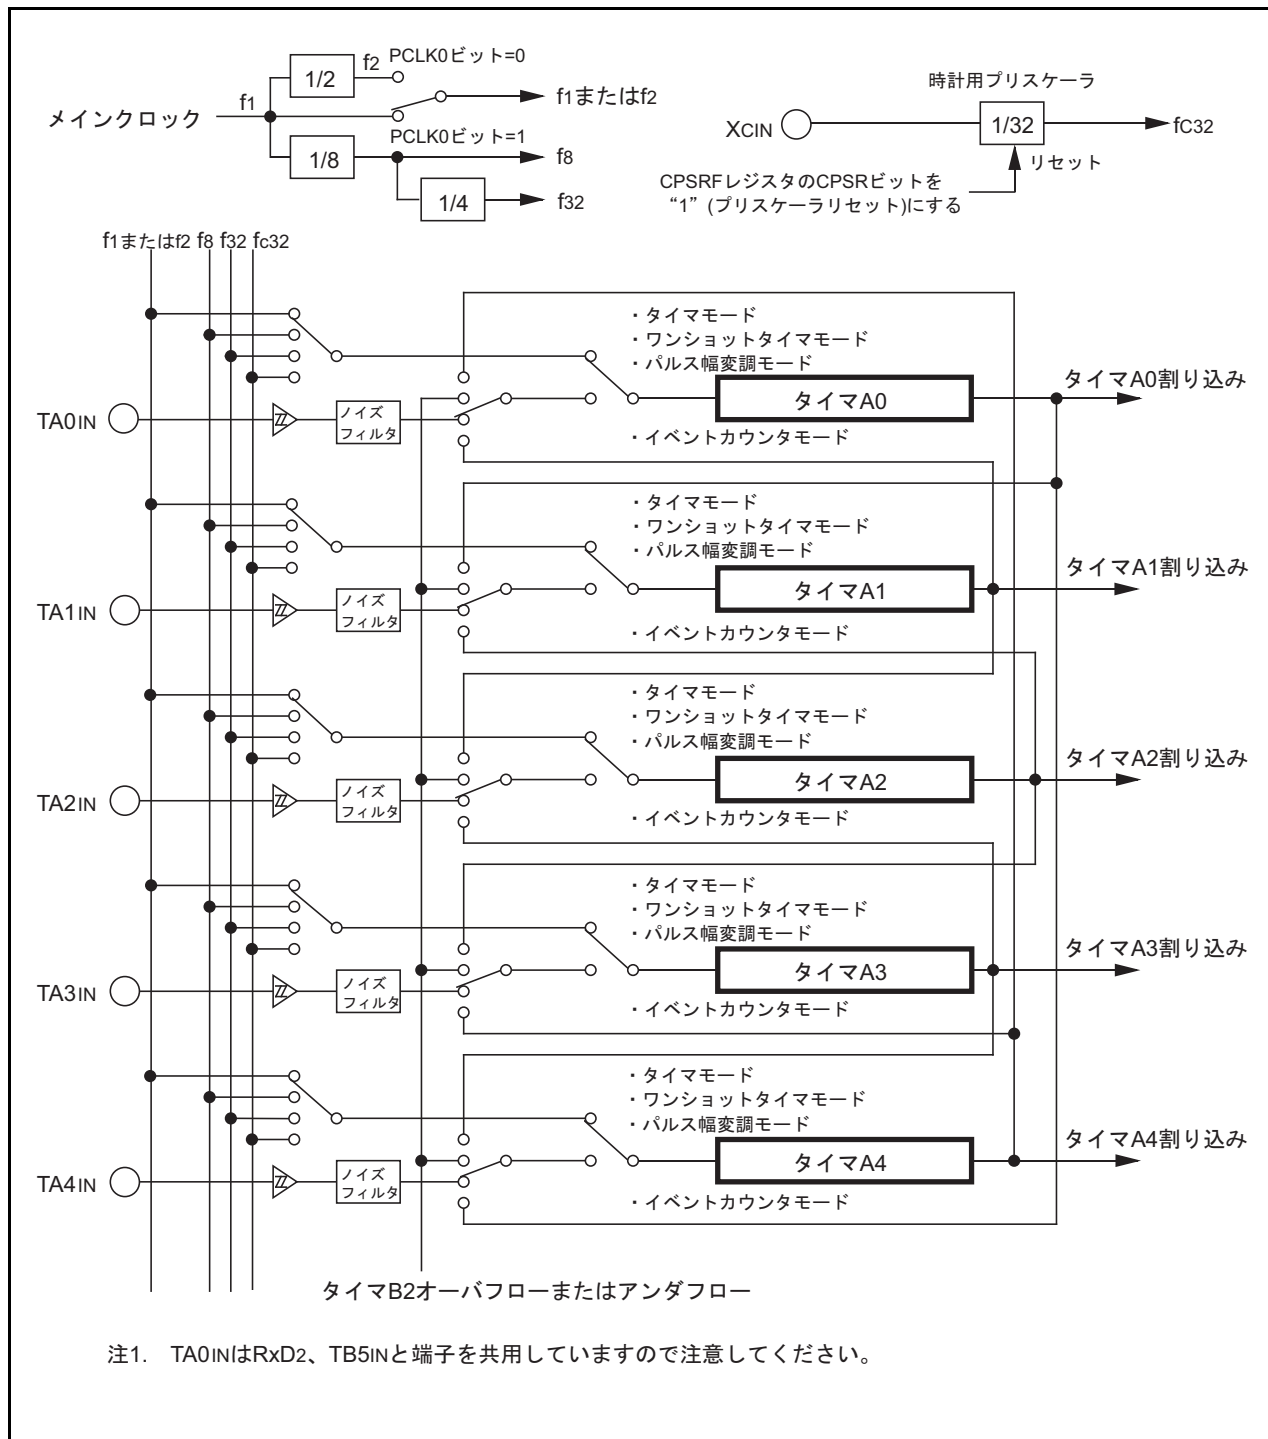 f2 PCLK0ビット=0
1/2
f1
f1またはf2
メインクロック
PCLK0ビット=1
1/8
f8
1/4
f32
時計用プリスケーラ
XCIN
1/32
fC32
リセット
CPSRFレジスタのCPSRビットを
“1”(プリスケーラリセット)にする
f1またはf2 f8 f32 fc32
・タイマモード
・ワンショットタイマモード
・パルス幅変調モード
タイマA0割り込み
タイマA0
TA0IN
ノイズ
フィルタ
・イベントカウンタモード
・タイマモード
・ワンショットタイマモード
・パルス幅変調モード
タイマA1割り込み
タイマA1
TA1IN
ノイズ
フィルタ
・イベントカウンタモード
・タイマモード
・ワンショットタイマモード
・パルス幅変調モード
タイマA2割り込み
タイマA2
TA2IN
ノイズ
フィルタ
・イベントカウンタモード
・タイマモード
・ワンショットタイマモード
・パルス幅変調モード
タイマA3割り込み
タイマA3
TA3IN
ノイズ
フィルタ
・イベントカウンタモード
・タイマモード
・ワンショットタイマモード
・パルス幅変調モード
タイマA4割り込み
タイマA4
TA4IN
ノイズ
フィルタ
・イベントカウンタモード
タイマB2オーバフローまたはアンダフロー
注1. TA0INはRxD2、TB5INと端子を共用していますので注意してください。